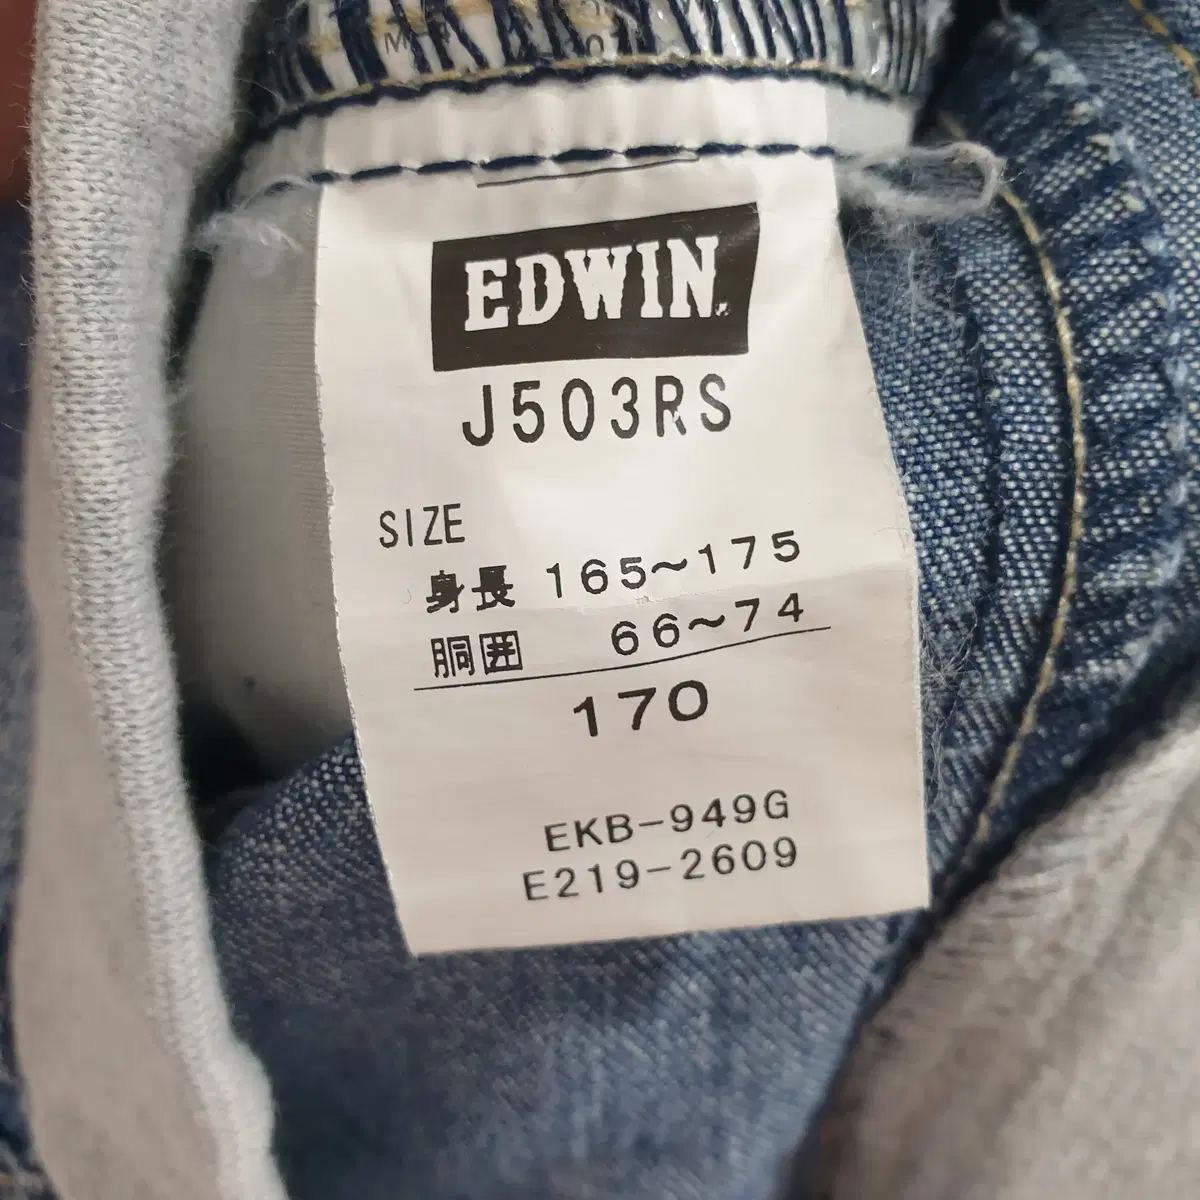 EDWIN.
J503RS
SIZE
身長 165~175
胴囲 66~74
170
EKB-949G
E219-2609